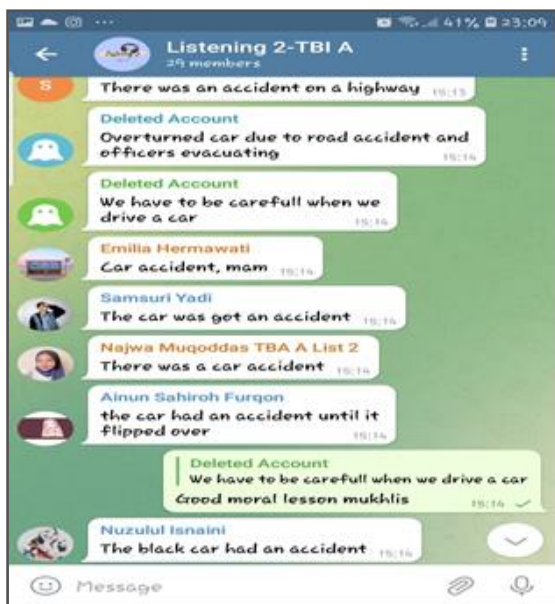 41% 23:09
Listening 2-TBI A
29 members
S
There was an accident on a highway 15:13
Deleted Account
Overturned car due to road accident and
officers evacuating 15:14
Deleted Account
We have to be carefull when we
drive a car 15:14
Emilia Hermawati
Car accident, mam 15:14
Samsuri Yadi
The car was got an accident 15:14
Najwa Muqoddas TBA A List 2
There was a car accident 15:14
Ainun Sahiroh Furqon
the car had an accident until it
flipped over 15:14
Deleted Account
We have to be carefull when we drive a car
Good moral lesson mukhlis 15:14
Nuzulul Isnaini
The black car had an accident 15:14
Message